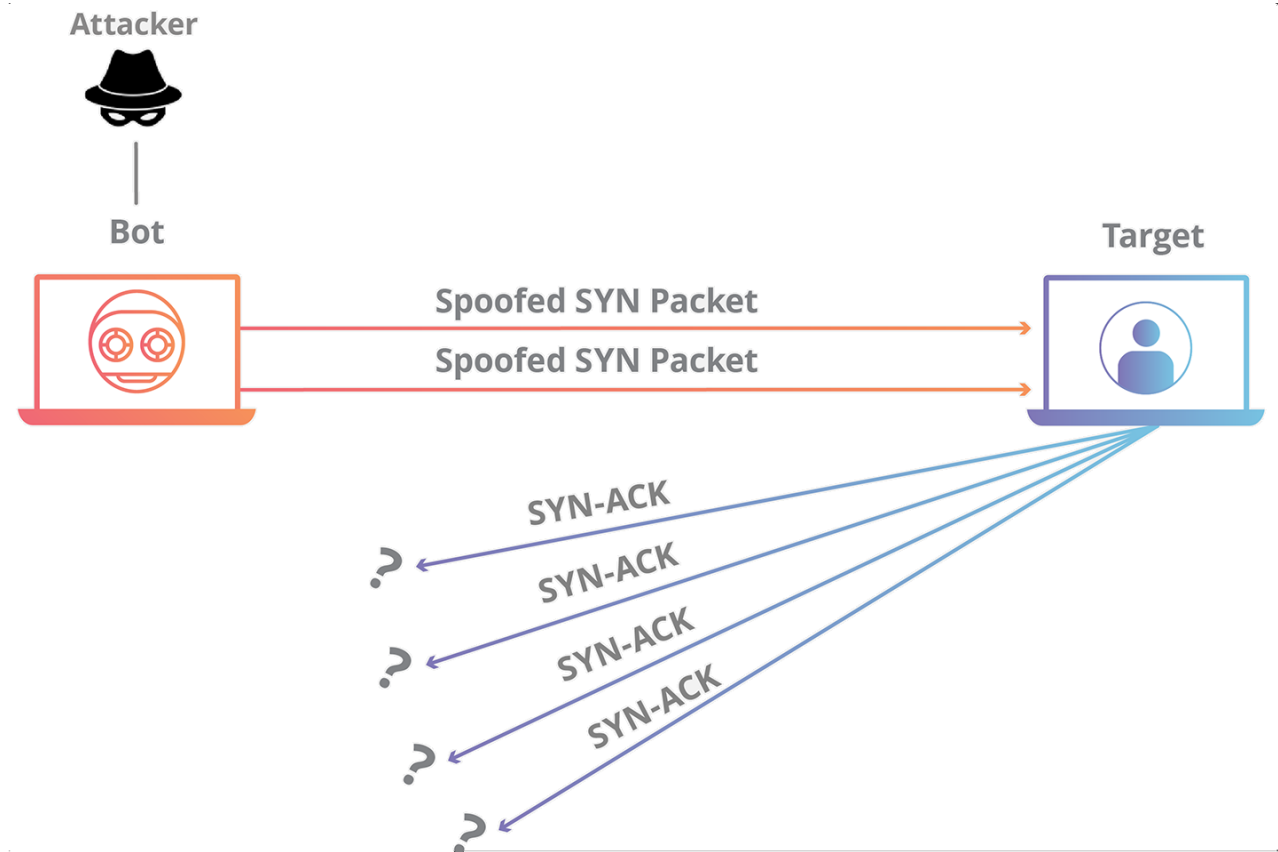 Attacker
Bot
Target
Spoofed SYN Packet
Spoofed SYN Packet
SYN-ACK
?
SYN-ACK
?
SYN-ACK
?
SYN-ACK
?